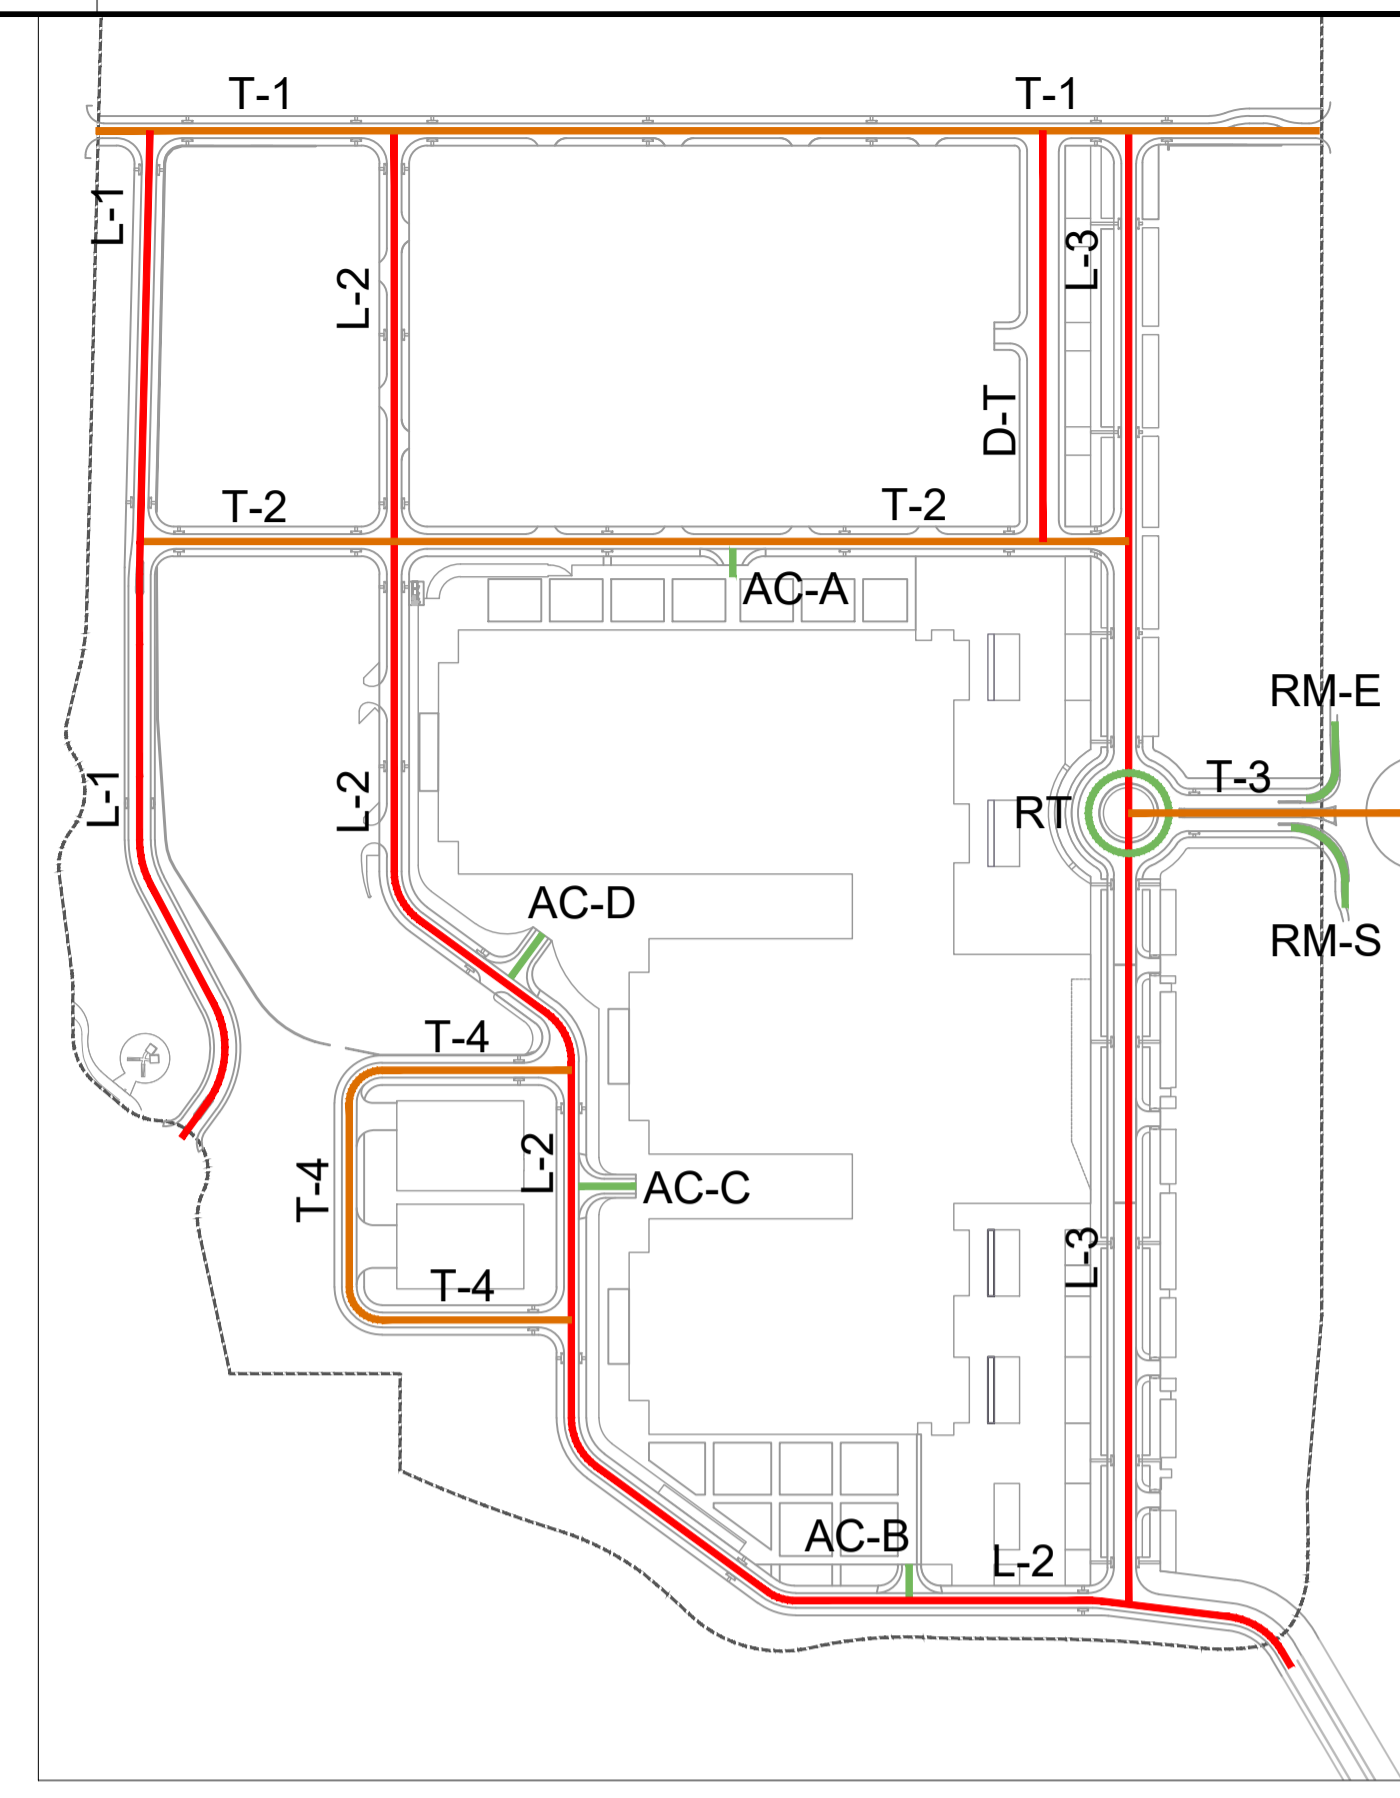 T-1
T-1
L-1
L-3
L-2
D-T
T-2
T-2
AC-A
RM-E
T-3
L-1
L-2
RT
AC-D
RM-S
T-4
L-2
T-4
AC-C
L-3
T-4
AC-B
L-2